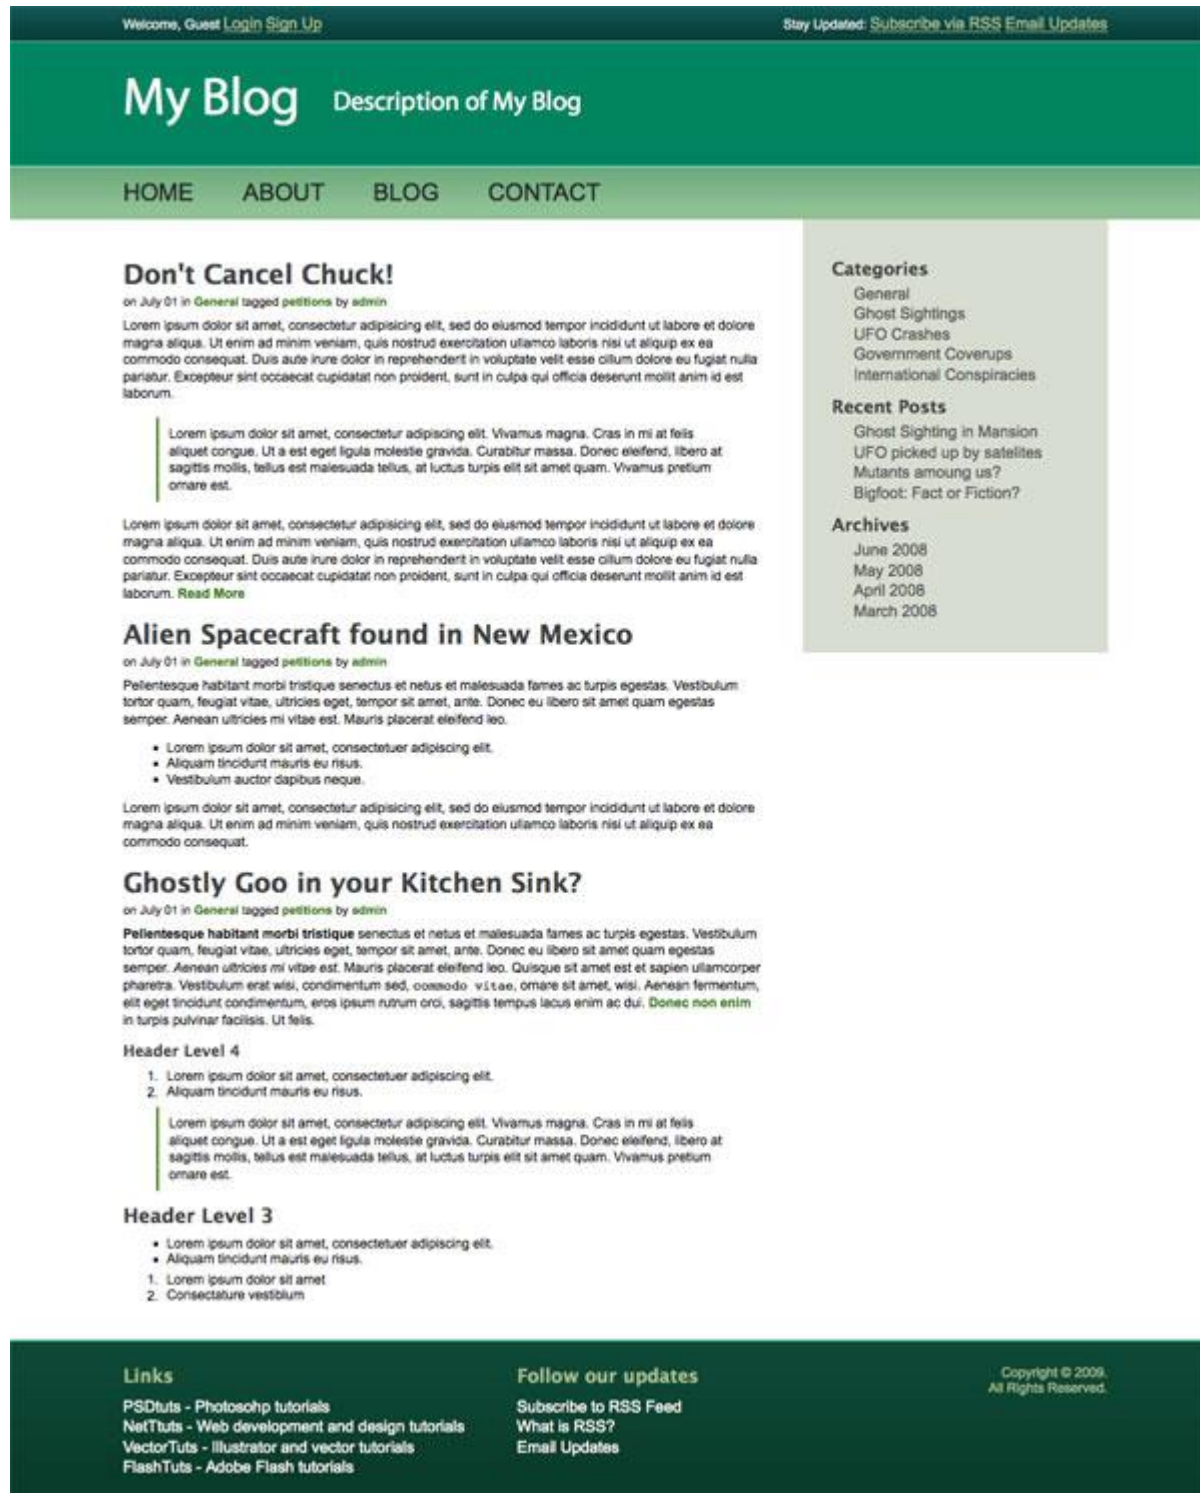 Welcome, Guest Login Sign Up
Stay Updated: Subscribe via RSS Email Updates
My Blog
Description of My Blog
HOME ABOUT BLOG CONTACT
Don't Cancel Chuck!
on July 01 in General tagged petitions by admin
Lorem ipsum dolor sit amet, consectetur adipisicing elit, sed do eiusmod tempor incididunt ut labore et dolore
magna aliqua. Ut enim ad minim veniam, quis nostrud exercitation ullamco laboris nisi ut aliquip ex ea
commodo consequat. Duis aute irure dolor in reprehenderit in voluptate velit esse cillum dolore eu fugiat nulla
pariatur. Excepteur sint occaecat cupidatat non proident, sunt in culpa qui officia deserunt mollit anim id est
laborum.
Lorem ipsum dolor sit amet, consectetur adipiscing elit. Vivamus magna. Cras in mi at felis
aliquet congue. Ut a est eget ligula molestie gravida. Curabitur massa. Donec eleifend, libero at
sagittis mollis, tellus est malesuada tellus, at luctus turpis elit sit amet quam. Vivamus pretium
ornare est.
Lorem ipsum dolor sit amet, consectetur adipisicing elit, sed do eiusmod tempor incididunt ut labore et dolore
magna aliqua. Ut enim ad minim veniam, quis nostrud exercitation ullamco laboris nisi ut aliquip ex ea
commodo consequat. Duis aute irure dolor in reprehenderit in voluptate velit esse cillum dolore eu fugiat nulla
pariatur. Excepteur sint occaecat cupidatat non proident, sunt in culpa qui officia deserunt mollit anim id est
laborum. Read More
Alien Spacecraft found in New Mexico
on July 01 in General tagged petitions by admin
Pellentesque habitant morbi tristique senectus et netus et malesuada fames ac turpis egestas. Vestibulum
tortor quam, feugiat vitae, ultricies eget, tempor sit amet, ante. Donec eu libero sit amet quam egestas
semper. Aenean ultricies mi vitae est. Mauris placerat eleifend leo.
• Lorem ipsum dolor sit amet, consectetuer adipiscing elit.
• Aliquam tincidunt mauris eu risus.
• Vestibulum auctor dapibus neque.
Lorem ipsum dolor sit amet, consectetur adipisicing elit, sed do eiusmod tempor incididunt ut labore et dolore
magna aliqua. Ut enim ad minim veniam, quis nostrud exercitation ullamco laboris nisi ut aliquip ex ea
commodo consequat.
Ghostly Goo in your Kitchen Sink?
on July 01 in General tagged petitions by admin
Pellentesque habitant morbi tristique senectus et netus et malesuada fames ac turpis egestas. Vestibulum
tortor quam, feugiat vitae, ultricies eget, tempor sit amet, ante. Donec eu libero sit amet quam egestas
semper. Aenean ultricies mi vitae est. Mauris placerat eleifend leo. Quisque sit amet est et sapien ullamcorper
pharetra. Vestibulum erat wisi, condimentum sed, commodo vitae, ornare sit amet, wisi. Aenean fermentum,
elit eget tincidunt condimentum, eros ipsum rutrum orci, sagittis tempus lacus enim ac dui. Donec non enim
in turpis pulvinar facilisis. Ut felis.
Header Level 4
1. Lorem ipsum dolor sit amet, consectetuer adipiscing elit.
2. Aliquam tincidunt mauris eu risus.
Lorem ipsum dolor sit amet, consectetur adipiscing elit. Vivamus magna. Cras in mi at felis
aliquet congue. Ut a est eget ligula molestie gravida. Curabitur massa. Donec eleifend, libero at
sagittis mollis, tellus est malesuada tellus, at luctus turpis elit sit amet quam. Vivamus pretium
ornare est.
Header Level 3
• Lorem ipsum dolor sit amet, consectetuer adipiscing elit.
• Aliquam tincidunt mauris eu risus.
1. Lorem ipsum dolor sit amet
2. Consectature vestiblum
Categories
General
Ghost Sightings
UFO Crashes
Government Coverups
International Conspiracies
Recent Posts
Ghost Sighting in Mansion
UFO picked up by satelites
Mutants amoung us?
Bigfoot: Fact or Fiction?
Archives
June 2008
May 2008
April 2008
March 2008
Links
PSDtuts - Photosohp tutorials
NetTtuts - Web development and design tutorials
VectorTuts - Illustrator and vector tutorials
FlashTuts - Adobe Flash tutorials
Follow our updates
Subscribe to RSS Feed
What is RSS?
Email Updates
Copyright © 2009.
All Rights Reserved.